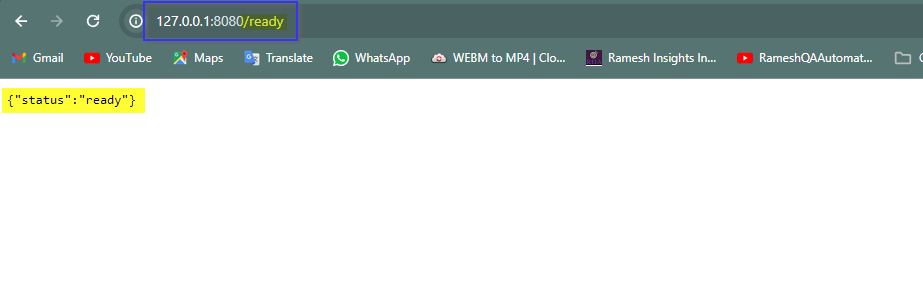 127.0.0.1:8080/ready
Gmail YouTube Maps Translate WhatsApp WEBM to MP4 | Clo... Ramesh Insights In... RameshQAAutomat...
{"status":"ready"}